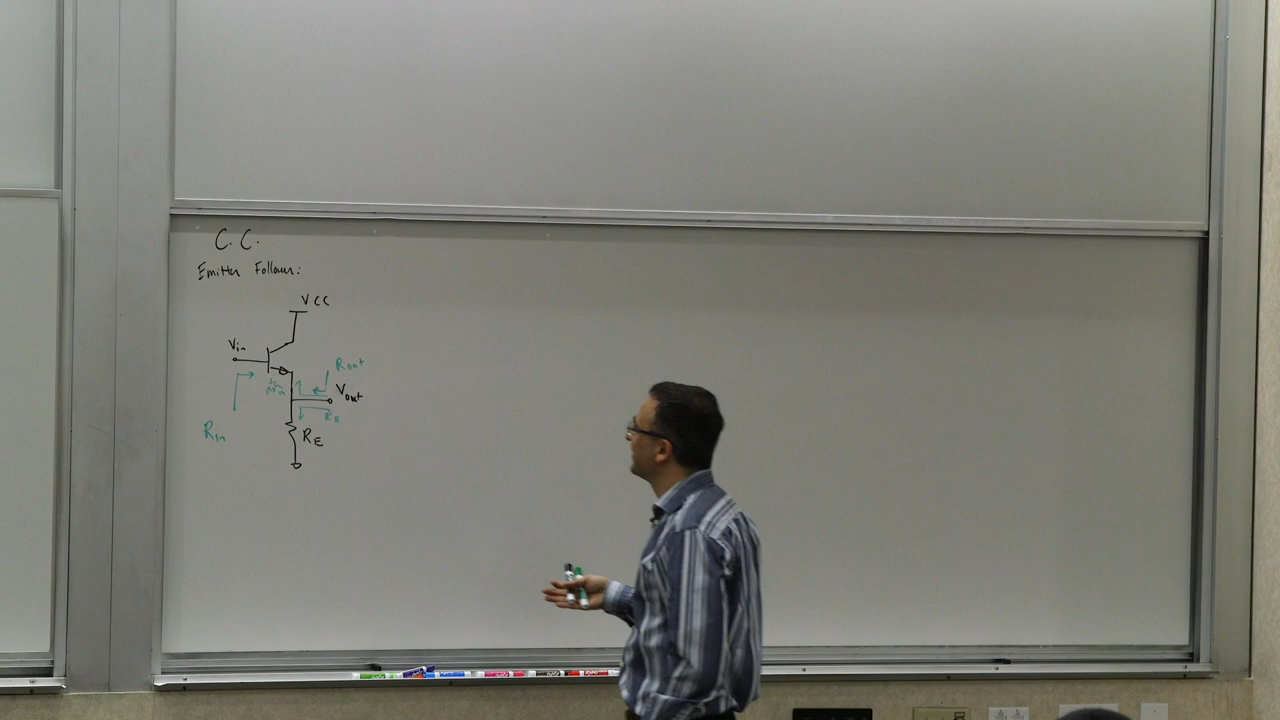 C.C.
Emitter Follower:
VCC
Vin
Rout
Vout
Rin
RE